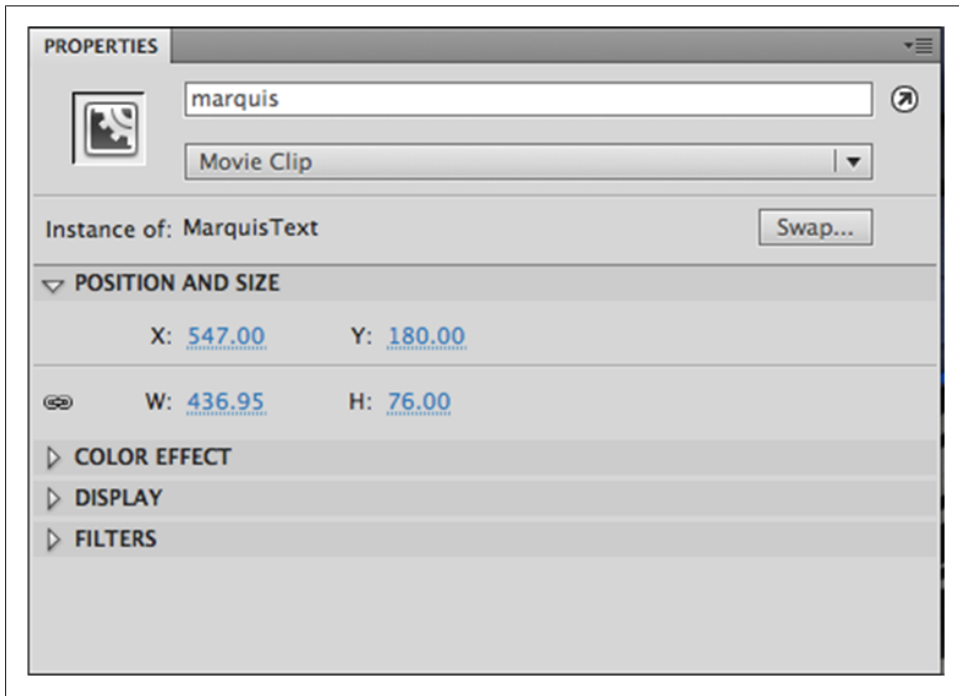 PROPERTIES
marquis
Movie Clip
Instance of: MarquisText Swap...
POSITION AND SIZE
X: 547.00 Y: 180.00
W: 436.95 H: 76.00
COLOR EFFECT
DISPLAY
FILTERS